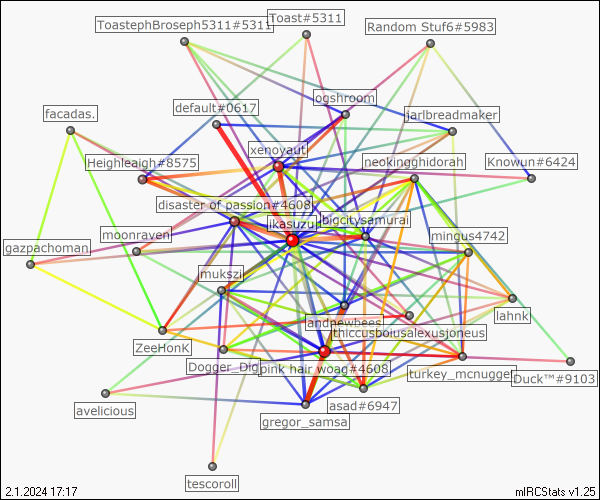 Toast#5311
ToastephBroseph5311#5311
Random Stuf6#5983
ogshroom
default#0617
facadas.
jarlbreadmaker
xenoyaut
Heighleaigh#8575
neokingghidorah
Knowun#6424
disaster of passion#4608
bigcitysamurai
ikasuzu
moonraven
mingus4742
gazpachoman
mukszi
lahnk
andnewbees
thiccusboiusalexusjoneus
ZeeHonk
Dogger_Dig
pink hair woag#4608
turkey_mcnugget
Duck™#9103
avelicious
asad#6947
gregor_samsa
tescoroll
2.1.2024 17:17
mIRCStats v1.25